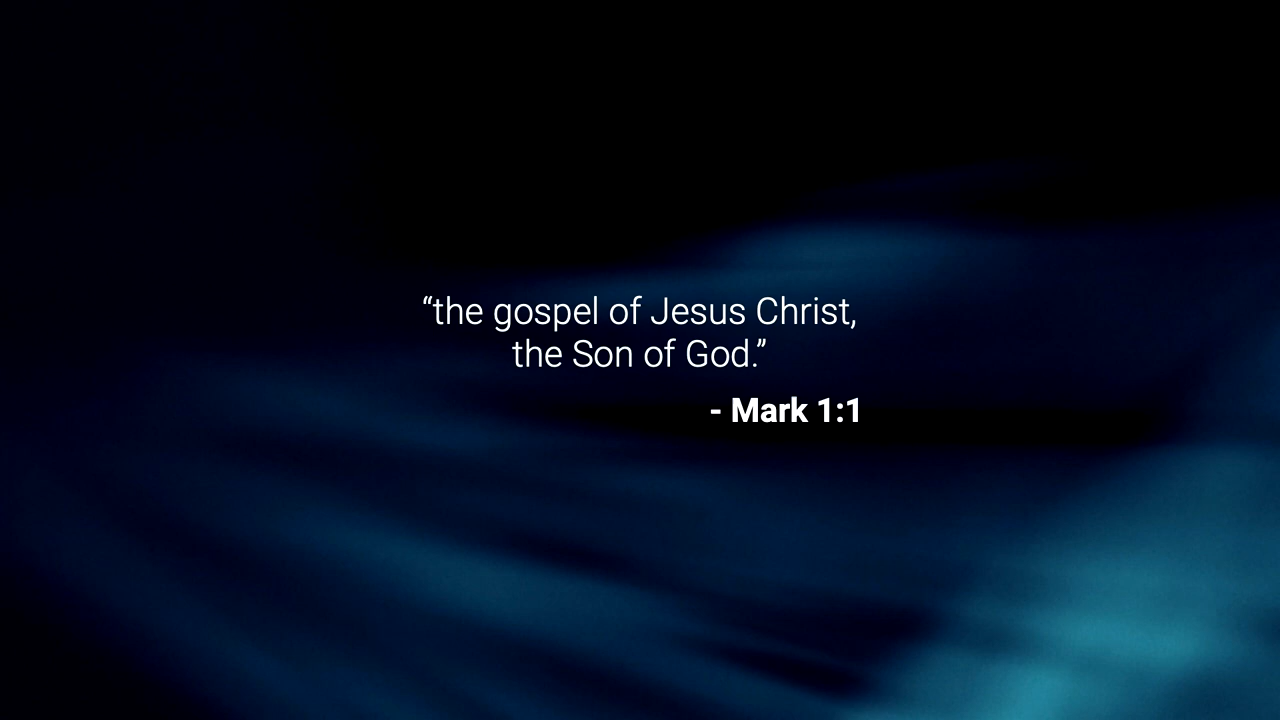 “the gospel of Jesus Christ,
the Son of God.”
- Mark 1:1